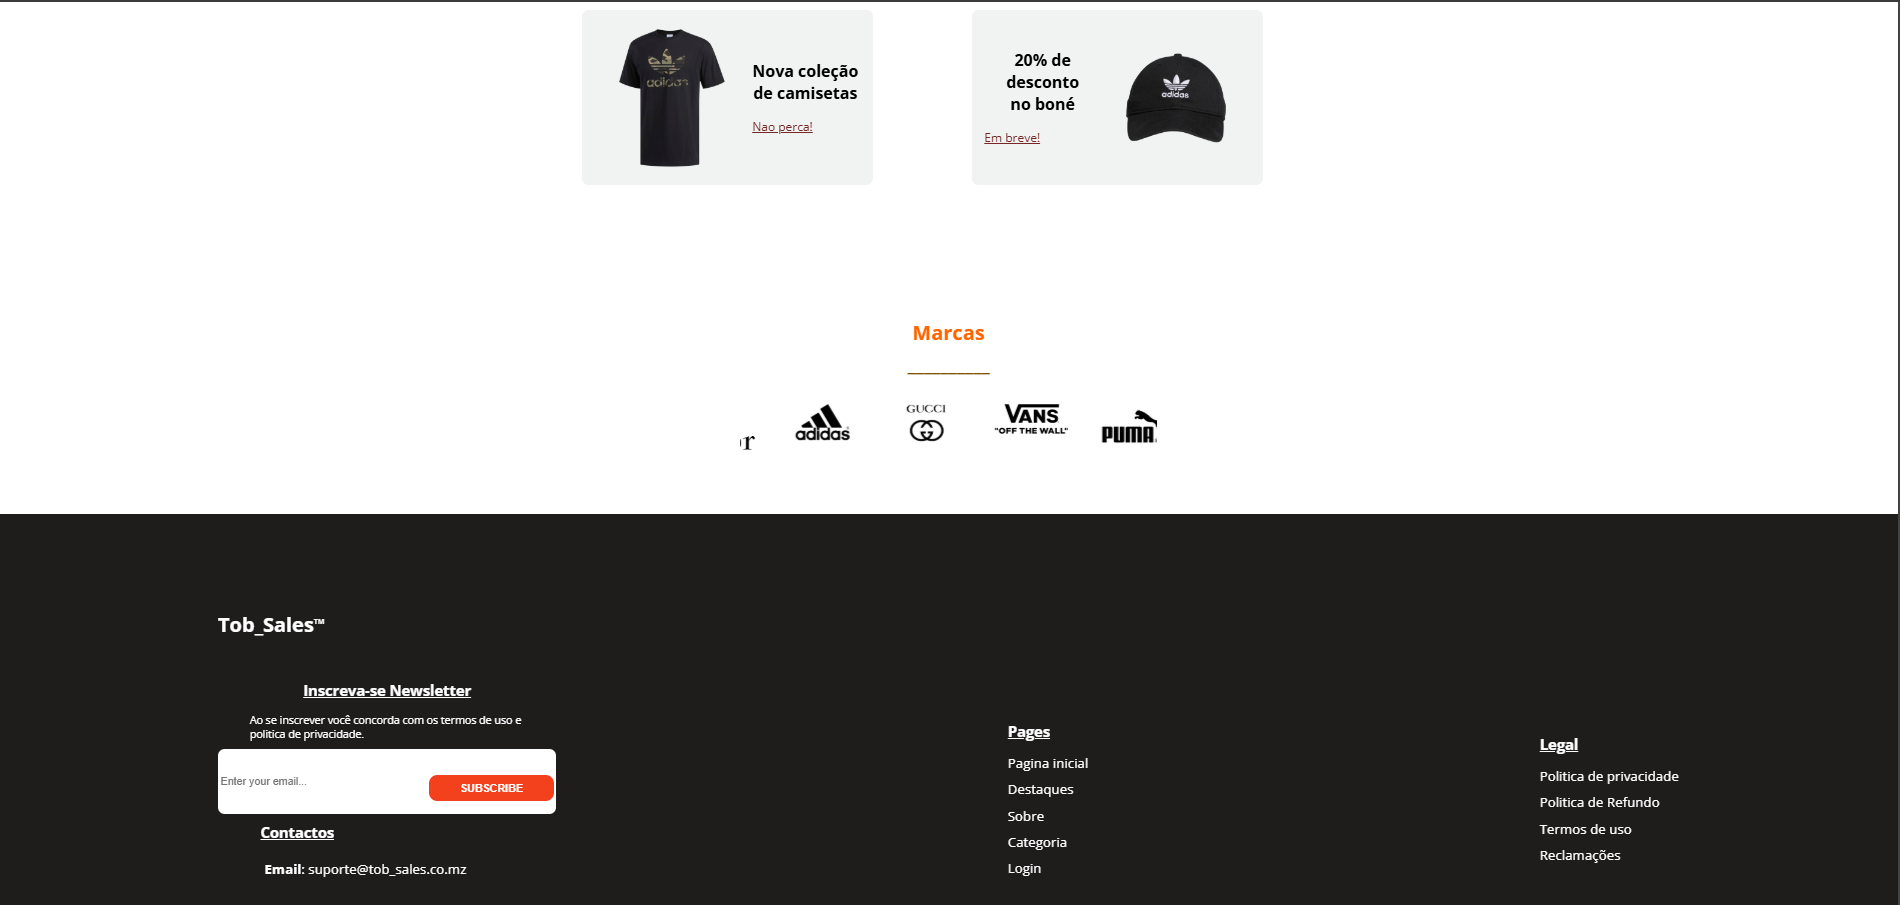 adidas
Nova coleção
de camisetas
Nao perca!
20% de
desconto
no boné
Em breve!
adidas
Marcas
or
adidas
GUCCI
VANS
"OFF THE WALL"
PUMA
Tob_Sales™
Inscreva-se Newsletter
Ao se inscrever você concorda com os termos de uso e
politica de privacidade.
Enter your email...
SUBSCRIBE
Contactos
Email: suporte@tob_sales.co.mz
Pages
Pagina inicial
Destaques
Sobre
Categoria
Login
Legal
Politica de privacidade
Politica de Refundo
Termos de uso
Reclamações